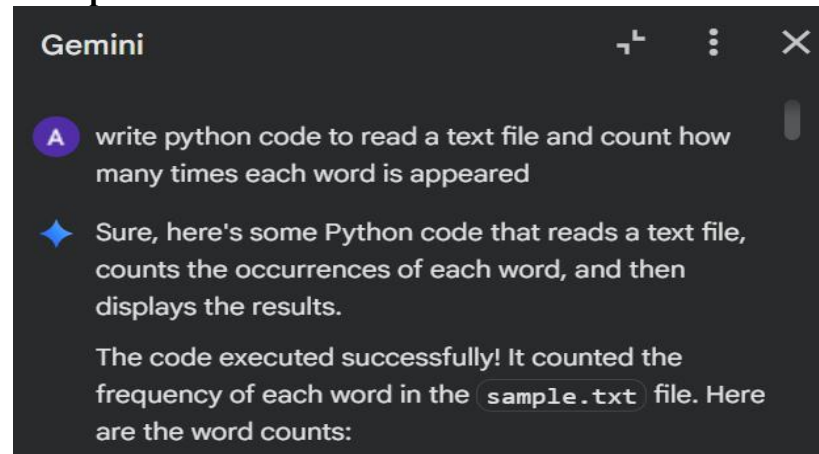 Gemini
A write python code to read a text file and count how
many times each word is appeared
Sure, here's some Python code that reads a text file,
counts the occurrences of each word, and then
displays the results.
The code executed successfully! It counted the
frequency of each word in the sample.txt file. Here
are the word counts: